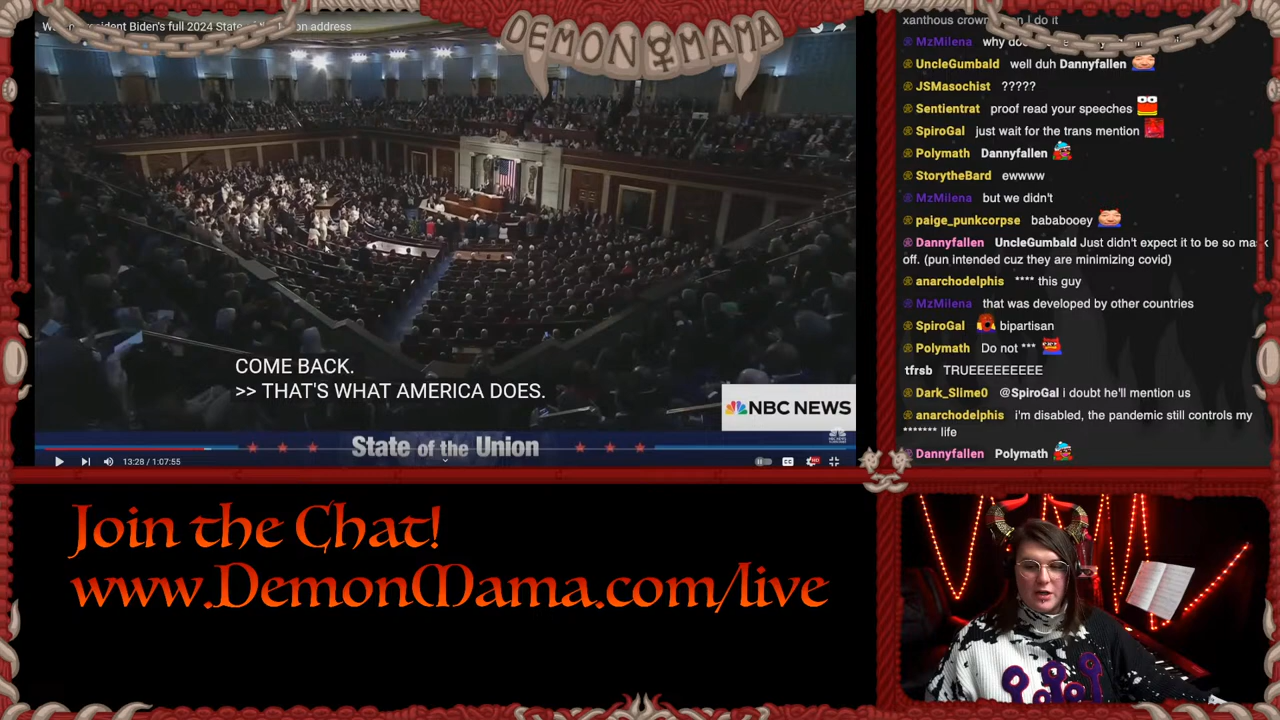 DEMON MAMA
President Biden's full 2024 State address
COME BACK.
>> THAT'S WHAT AMERICA DOES.
NBC NEWS
State of the Union
13:28 / 1:07:55
CC
HD
xanthous crown I do it
MzMilena why
UncleGumbald well duh Dannyfallen
JSMasochist ?????
Sentientrat proof read your speeches
SpiroGal just wait for the trans mention
Polymath Dannyfallen
StorytheBard ewwww
MzMilena but we didn't
paige_punkcorpse bababooey
Dannyfallen UncleGumbald Just didn't expect it to be so mask
off. (pun intended cuz they are minimizing covid)
anarchodelphis **** this guy
MzMilena that was developed by other countries
SpiroGal bipartisan
Polymath Do not ***
tfrsb TRUEEEEEEEEE
Dark_Slime0 @SpiroGal i doubt he'll mention us
anarchodelphis i'm disabled, the pandemic still controls my
******* life
Dannyfallen Polymath
Join the Chat!
www.DemonMama.com/live